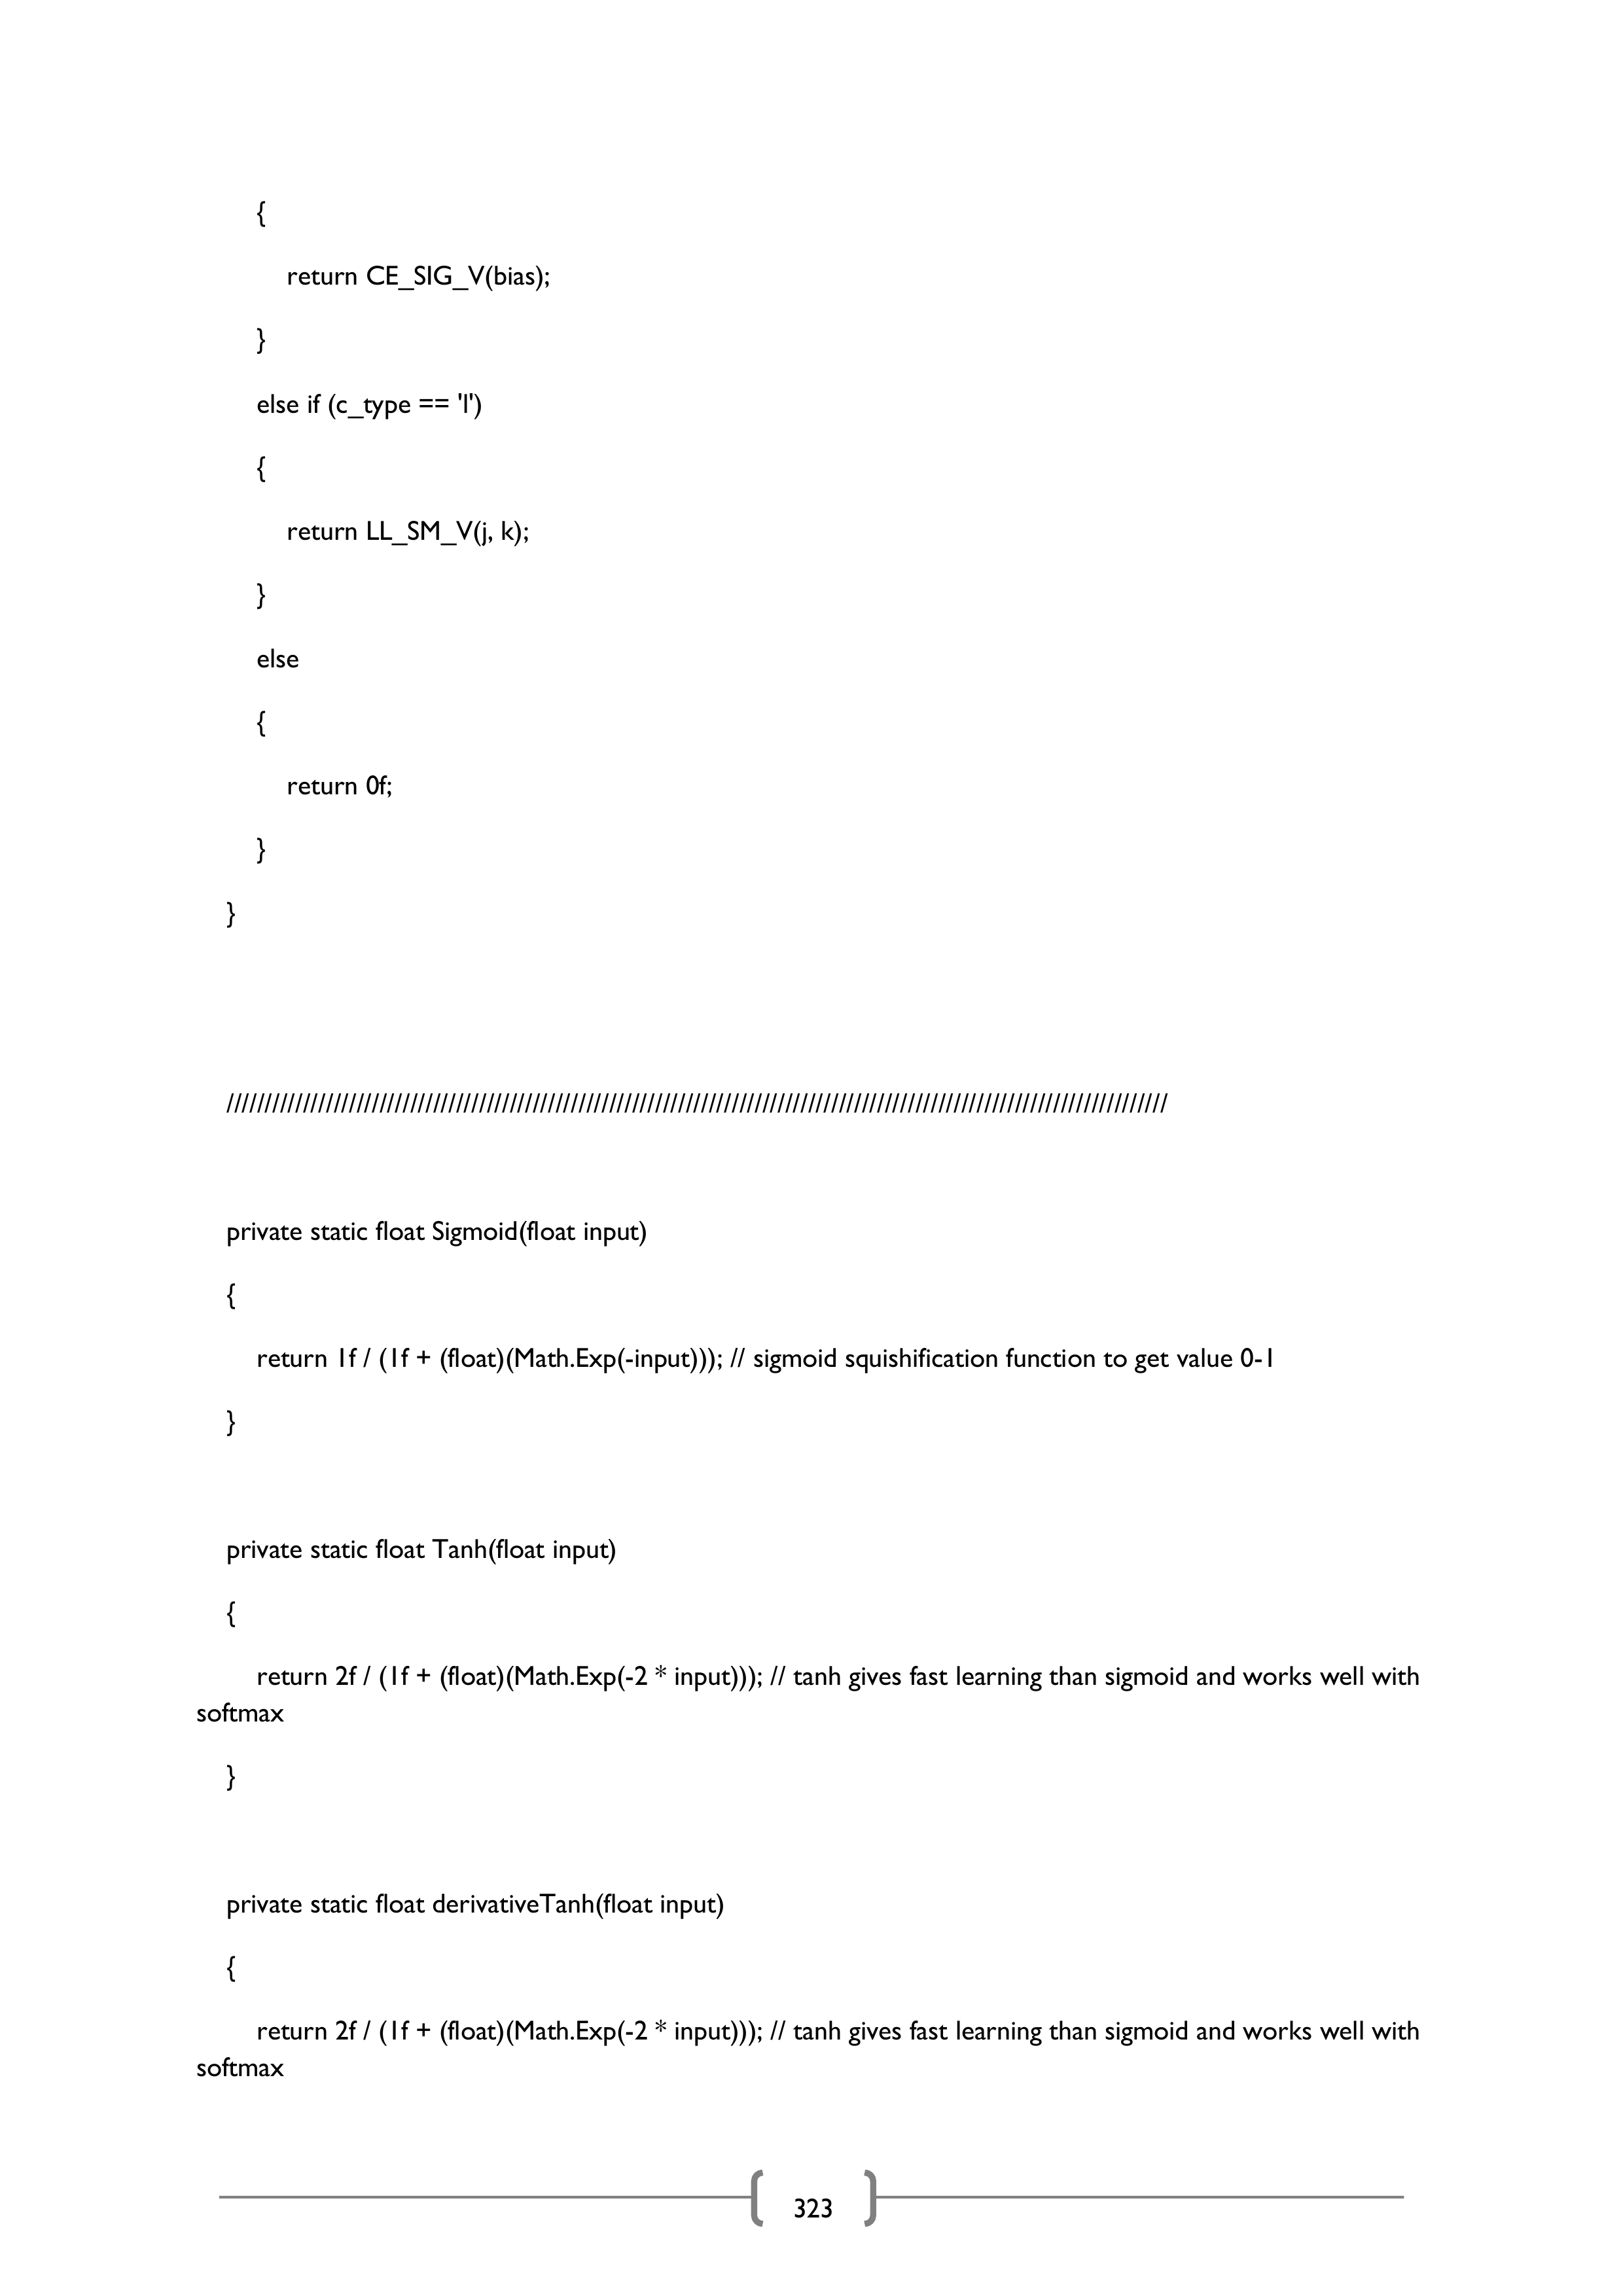 {
return CE_SIG_V(bias);
}
else if (c_type == 'l')
{
return LL_SM_V(j, k);
}
else
{
return 0f;
}
}
///////////////////////////////////////////////////////////////////////////////////////////////////////////////////////////
private static float Sigmoid(float input)
{
return 1f / (1f + (float)(Math.Exp(-input))); // sigmoid squishification function to get value 0-1
}
private static float Tanh(float input)
{
return 2f / (1f + (float)(Math.Exp(-2 * input))); // tanh gives fast learning than sigmoid and works well with
softmax
}
private static float derivativeTanh(float input)
{
return 2f / (1f + (float)(Math.Exp(-2 * input))); // tanh gives fast learning than sigmoid and works well with
softmax
323